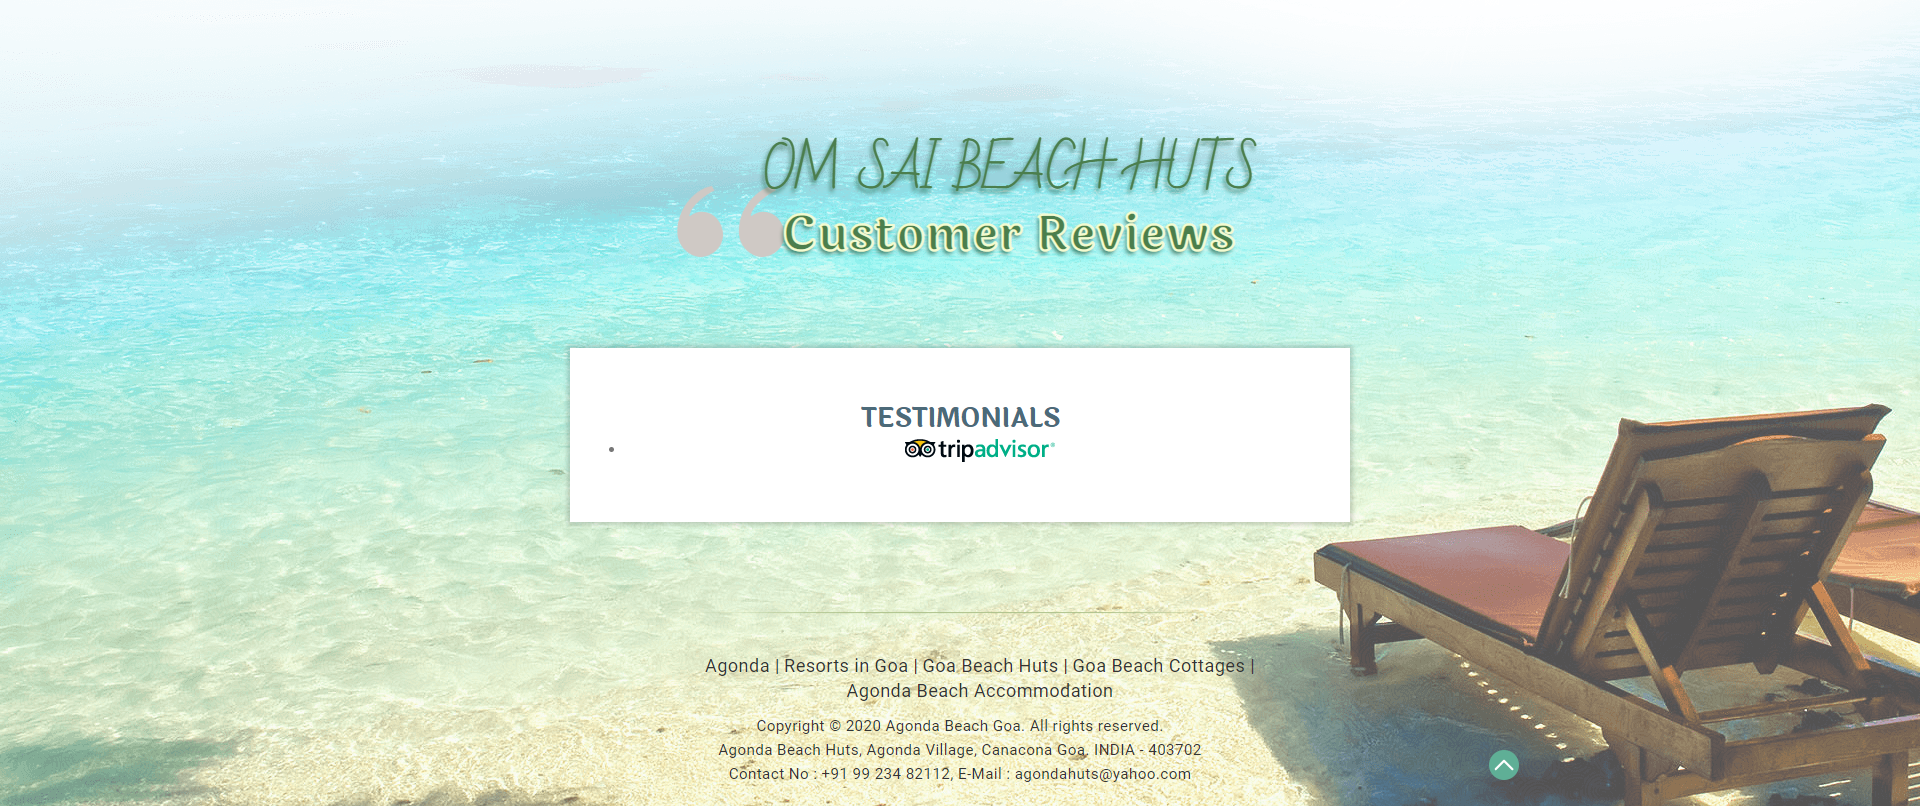 OM SAI BEACH HUTS
Customer Reviews
TESTIMONIALS
tripadvisor®
Agonda | Resorts in Goa | Goa Beach Huts | Goa Beach Cottages |
Agonda Beach Accommodation
Copyright © 2020 Agonda Beach Goa. All rights reserved.
Agonda Beach Huts, Agonda Village, Canacona Goa. INDIA - 403702
Contact No : +91 99 234 82112, E-Mail : agondahuts@yahoo.com